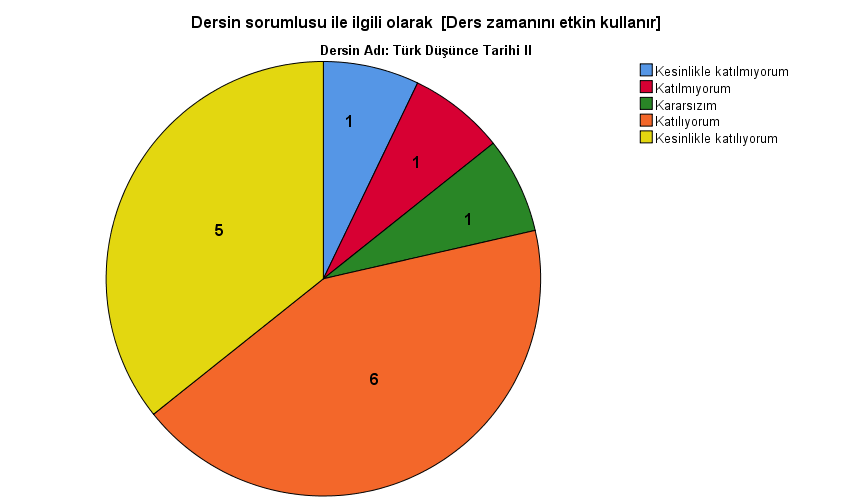 Dersin sorumlusu ile ilgili olarak [Ders zamanını etkin kullanır]
Dersin Adı: Türk Düşünce Tarihi II
Kesinlikle katılmıyorum
Katılmıyorum
Kararsızım
Katılıyorum
Kesinlikle katılıyorum
1
1
1
5
6